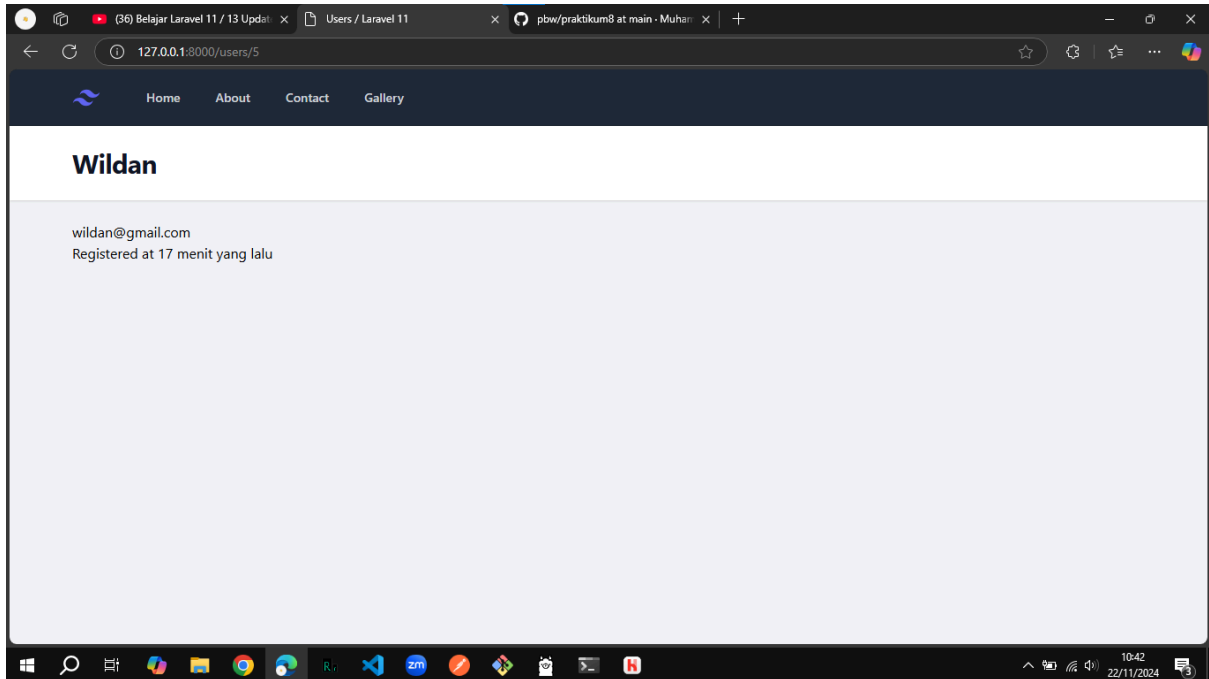 (36) Belajar Laravel 11 / 13 Updat
Users / Laravel 11
pbw/praktikum8 at main · Muham
127.0.0.1:8000/users/5
Home About Contact Gallery
Wildan
wildan@gmail.com
Registered at 17 menit yang lalu
zm
10:42
22/11/2024
3